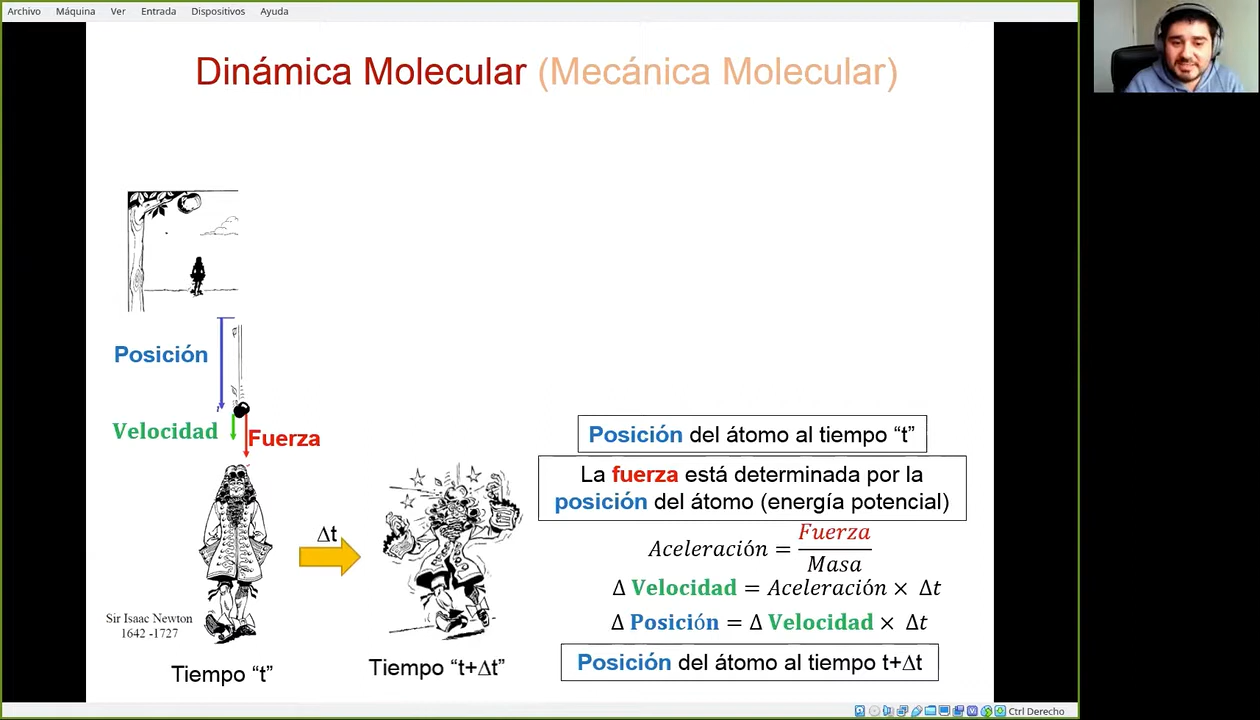 Archivo Máquina Ver Entrada Dispositivos Ayuda
Dinámica Molecular (Mecánica Molecular)
Posición
Velocidad
Fuerza
Δt
Sir Isaac Newton
1642 -1727
Tiempo “t”
Tiempo “t+Δt”
Posición del átomo al tiempo “t”
La fuerza está determinada por la
posición del átomo (energía potencial)
Aceleración = Fuerza / Masa
Δ Velocidad = Aceleración × Δt
Δ Posición = Δ Velocidad × Δt
Posición del átomo al tiempo t+Δt
Ctrl Derecho